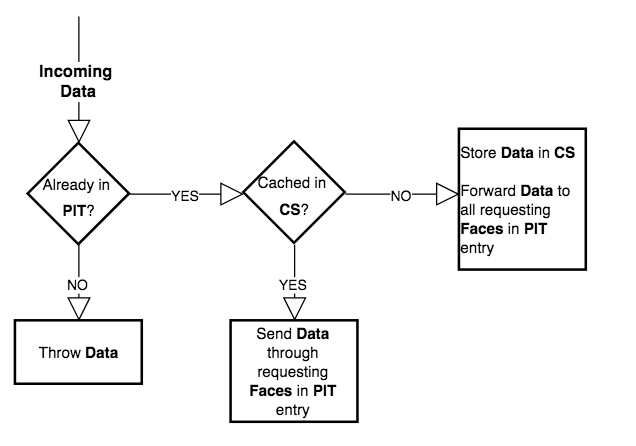 Incoming
Data
Already in
PIT?
YES
Cached in
CS?
NO
Store Data in CS
Forward Data to
all requesting
Faces in PIT
entry
NO
Throw Data
YES
Send Data
through
requesting
Faces in PIT
entry